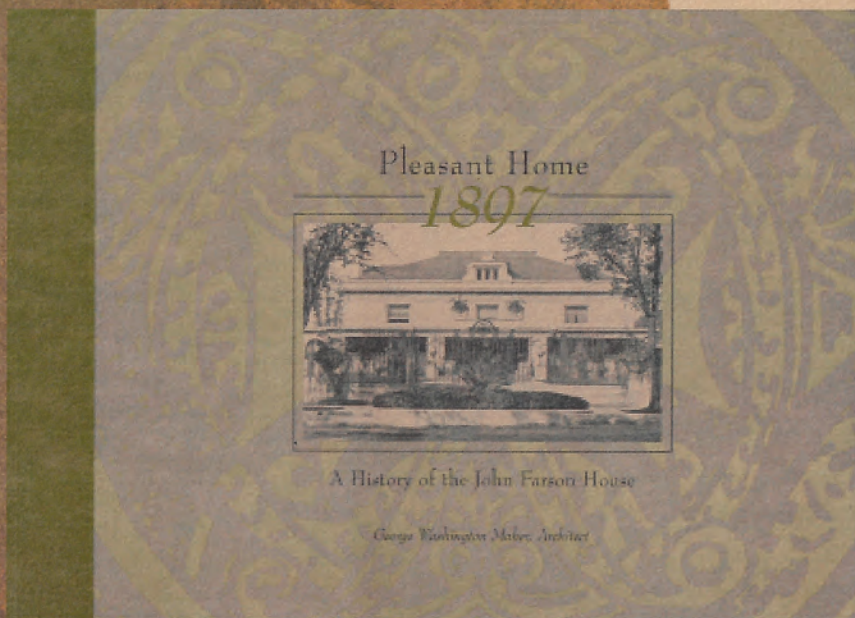 Pleasant Home
1897
A History of the John Farson House
George Washington Maher, Architect